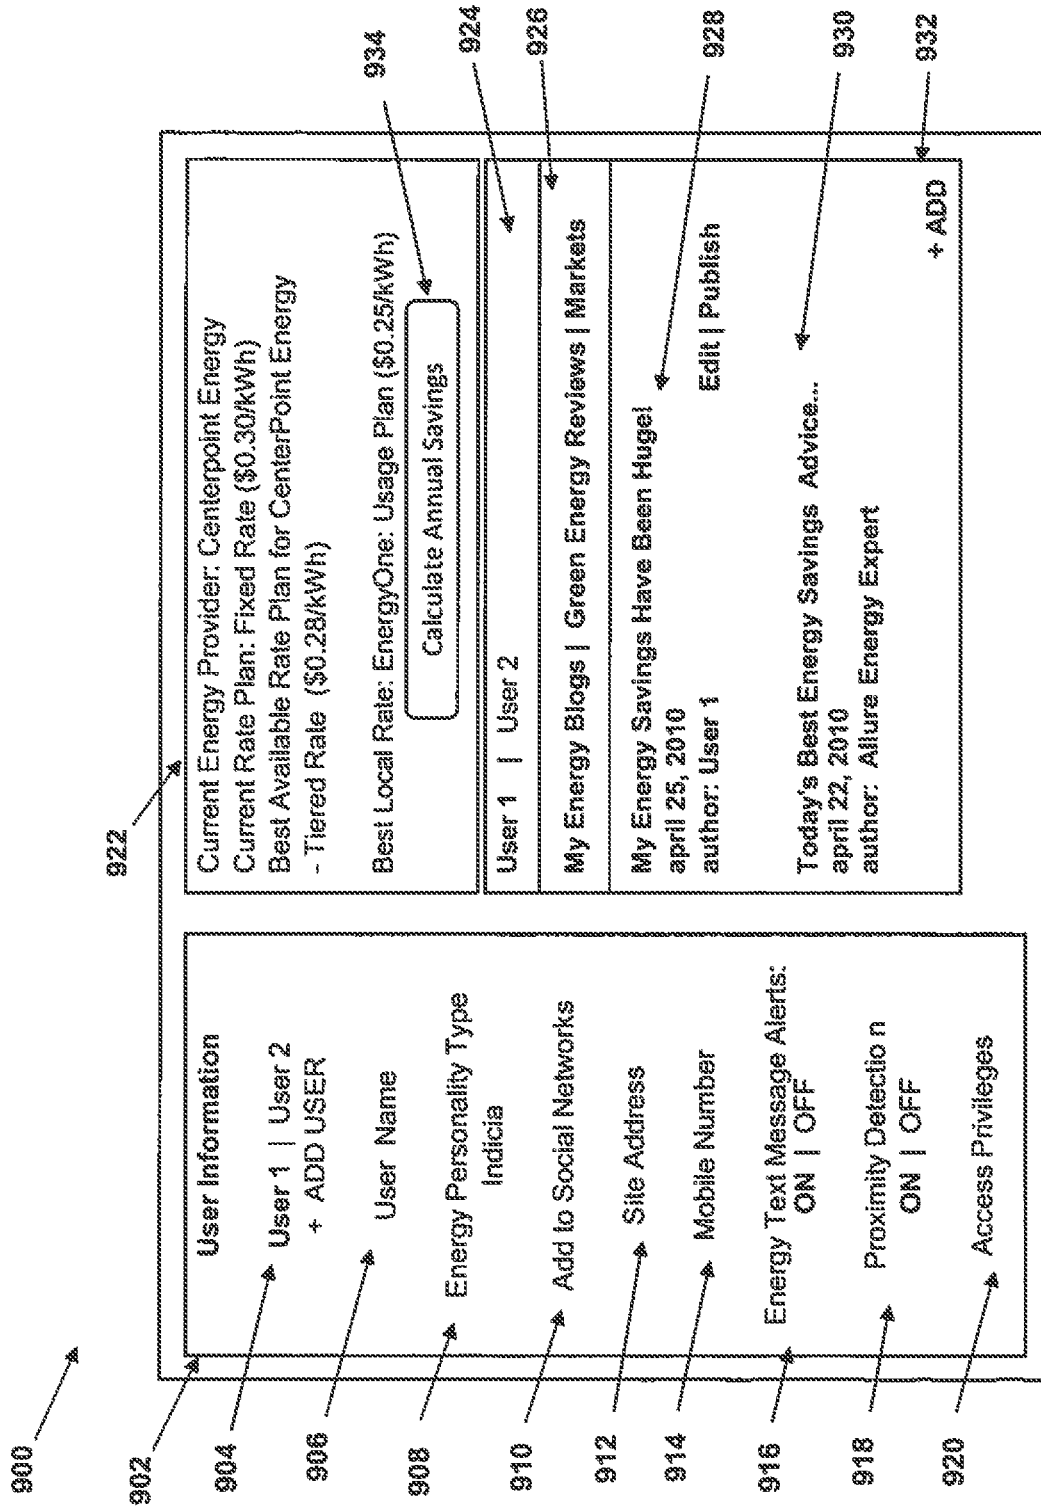 900
902
904
906
908
910
912
914
916
918
920
User Information
User 1 | User 2
+ ADD USER
User Name
Energy Personality Type
Indicia
Add to Social Networks
Site Address
Mobile Number
Energy Text Message Alerts:
ON | OFF
Proximity Detectio n
ON | OFF
Access Privileges
922
Current Energy Provider: Centerpoint Energy
Current Rate Plan: Fixed Rate ($0.30/kWh)
Best Available Rate Plan for CenterPoint Energy
- Tiered Rate ($0.28/kWh)
Best Local Rate: EnergyOne: Usage Plan ($0.25/kWh)
Calculate Annual Savings
User 1 | User 2
My Energy Blogs | Green Energy Reviews | Markets
My Energy Savings Have Been Huge!
april 25, 2010
author: User 1
Edit | Publish
Today's Best Energy Savings Advice...
april 22, 2010
author: Allure Energy Expert
+ ADD
934
924
926
928
930
932